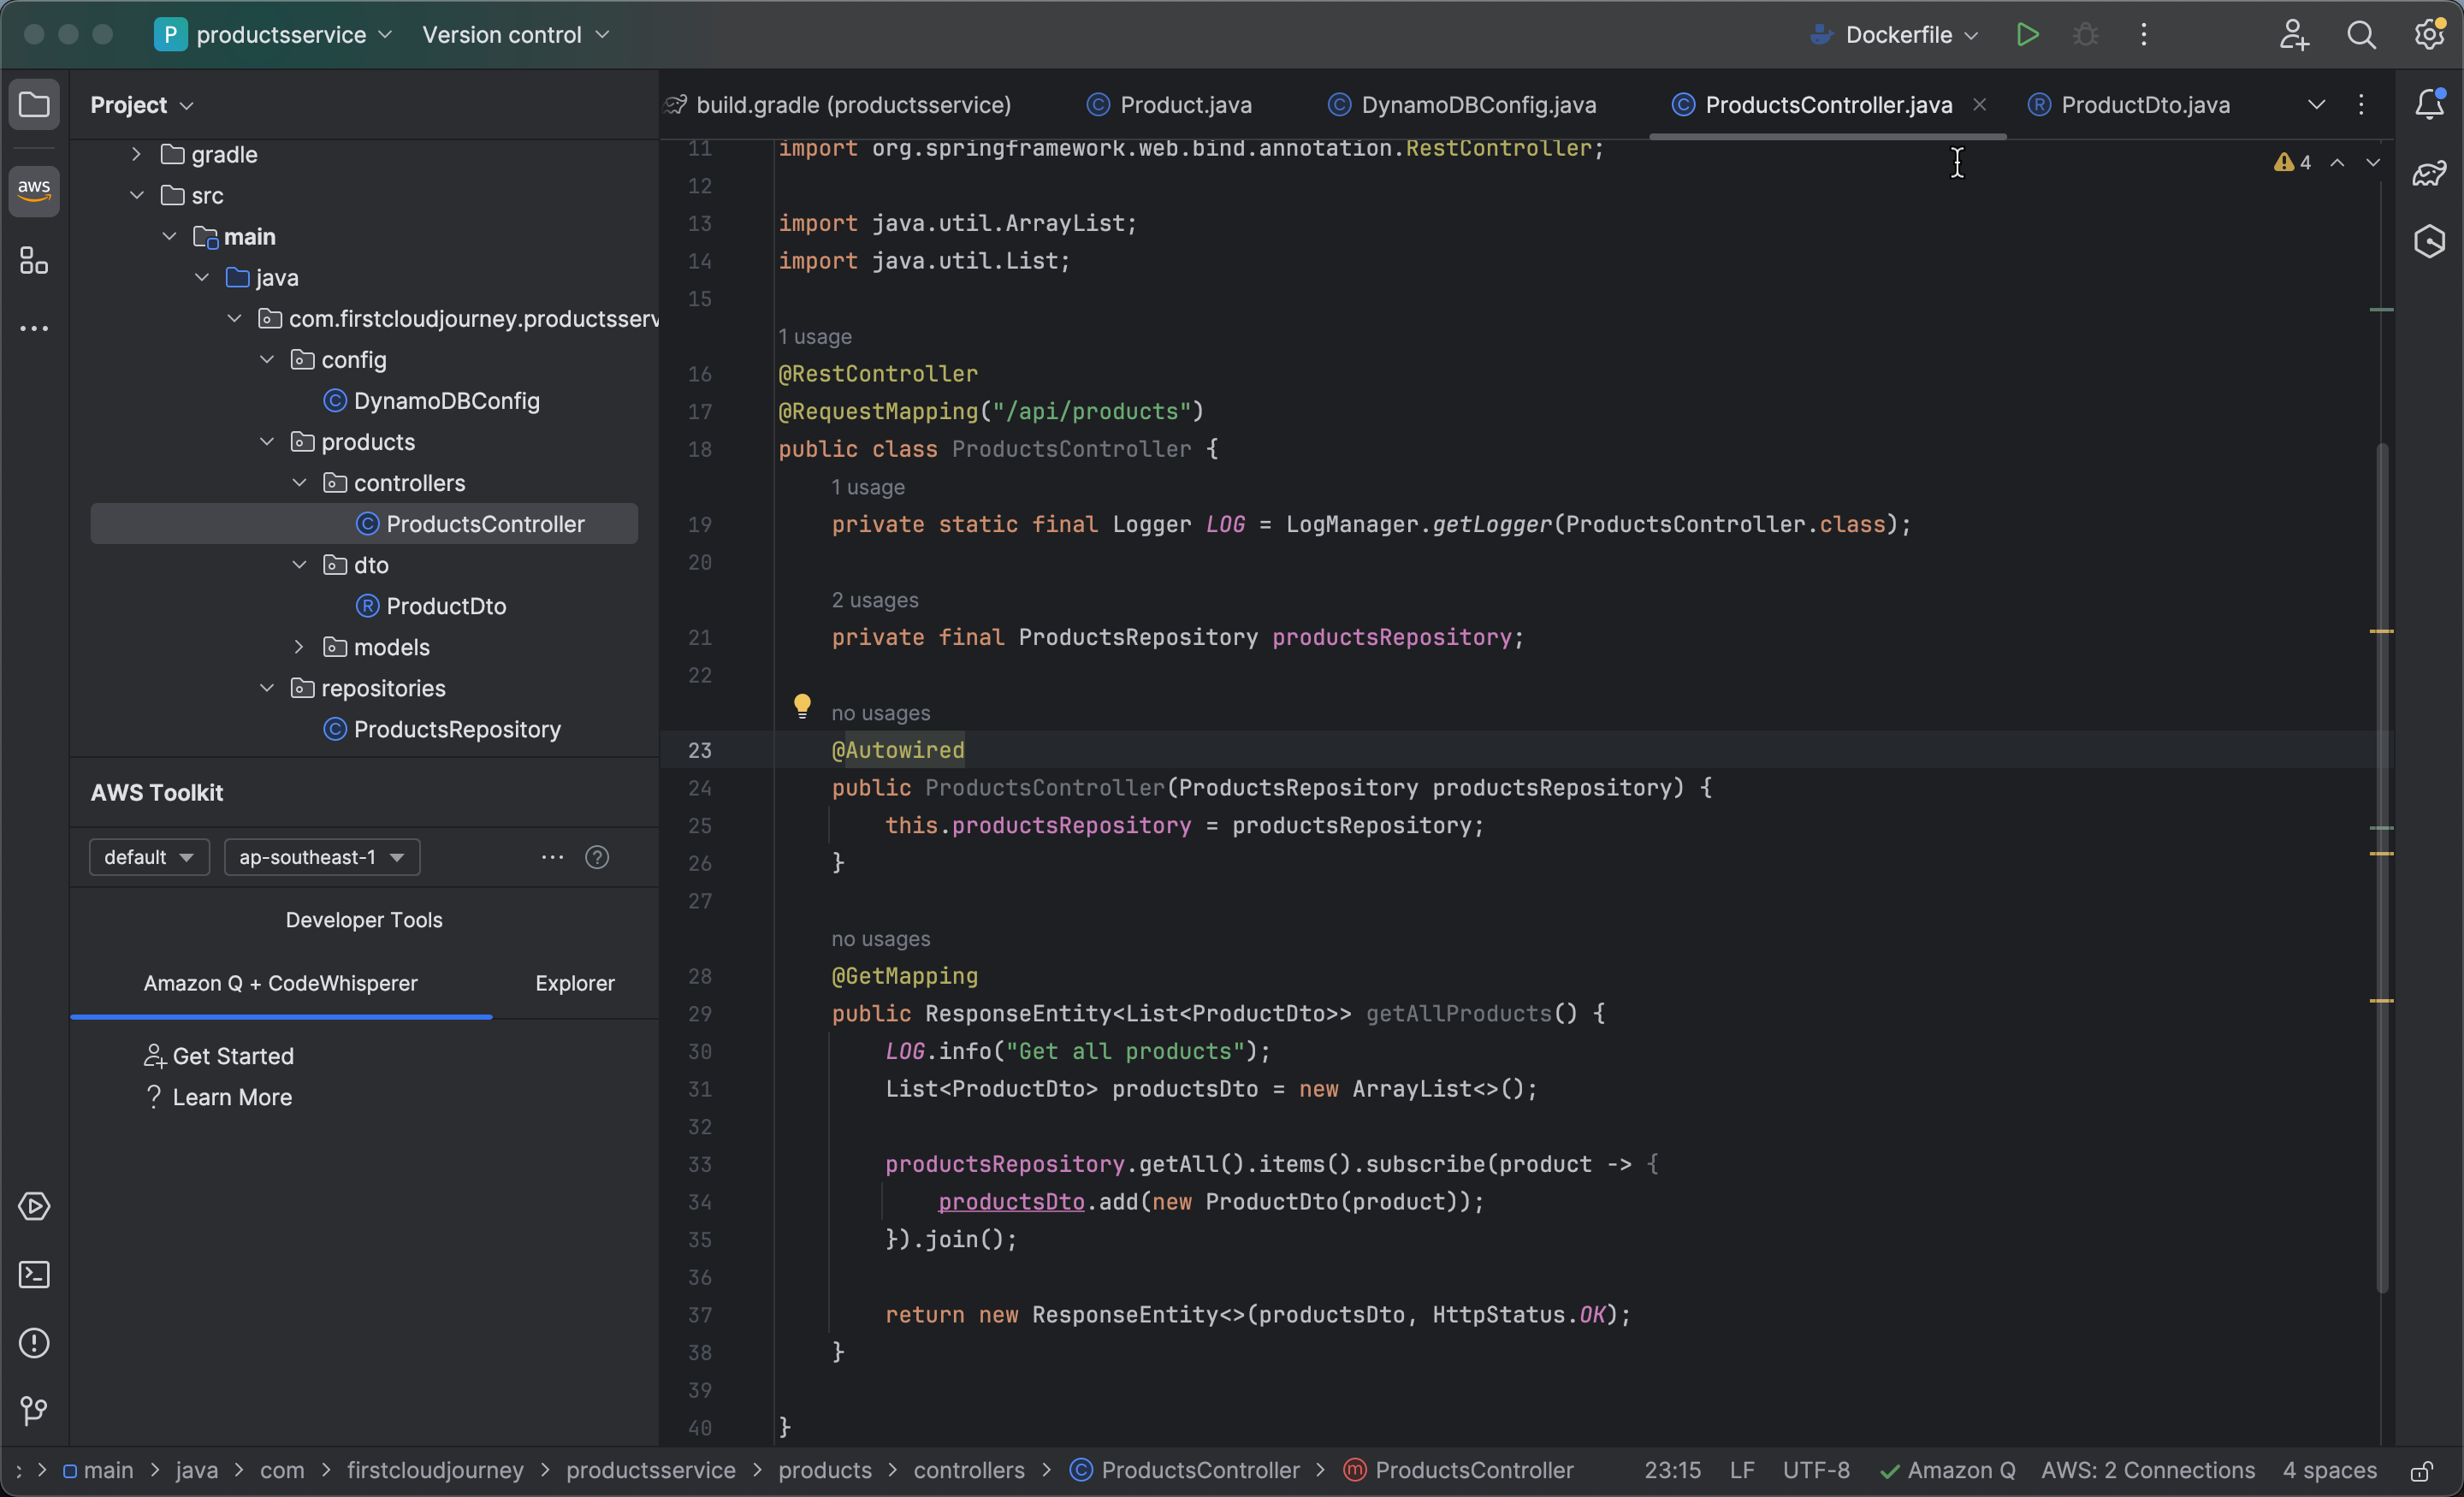 P productsservice Version control Dockerfile
Project
build.gradle (productsservice) Product.java DynamoDBConfig.java ProductsController.java ProductDto.java
gradle
aws
src
main
java
com.firstcloudjourney.productsserv
config
DynamoDBConfig
products
controllers
ProductsController
dto
ProductDto
models
repositories
ProductsRepository
AWS Toolkit
default ap-southeast-1
Developer Tools
Amazon Q + CodeWhisperer Explorer
Get Started
Learn More
4
11 import org.springframework.web.bind.annotation.RestController;
12
13 import java.util.ArrayList;
14 import java.util.List;
15
1 usage
16 @RestController
17 @RequestMapping("/api/products")
18 public class ProductsController {
1 usage
19 private static final Logger LOG = LogManager.getLogger(ProductsController.class);
20
2 usages
21 private final ProductsRepository productsRepository;
22
no usages
23 @Autowired
24 public ProductsController(ProductsRepository productsRepository) {
25 this.productsRepository = productsRepository;
26 }
27
no usages
28 @GetMapping
29 public ResponseEntity<List<ProductDto>> getAllProducts() {
30 LOG.info("Get all products");
31 List<ProductDto> productsDto = new ArrayList<>();
32
33 productsRepository.getAll().items().subscribe(product -> {
34 productsDto.add(new ProductDto(product));
35 }).join();
36
37 return new ResponseEntity<>(productsDto, HttpStatus.OK);
38 }
39
40 }
main > java > com > firstcloudjourney > productsservice > products > controllers > ProductsController > ProductsController 23:15 LF UTF-8 Amazon Q AWS: 2 Connections 4 spaces